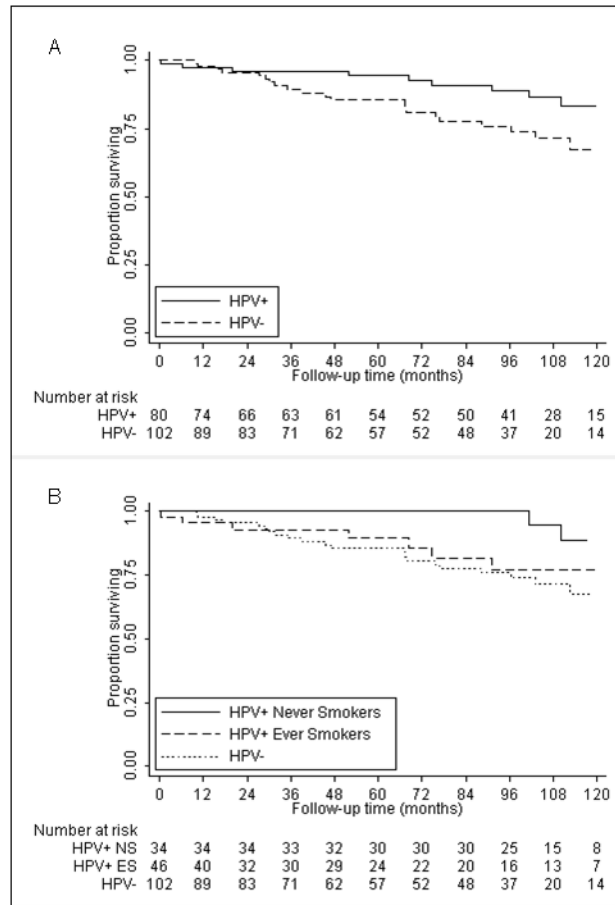 A
Proportion surviving
1.00
0.75
0.50
0.25
0.00
HPV+
HPV-
0 12 24 36 48 60 72 84 96 108 120
Follow-up time (months)
Number at risk
HPV+ 80 74 66 63 61 54 52 50 41 28 15
HPV- 102 89 83 71 62 57 52 48 37 20 14
B
Proportion surviving
1.00
0.75
0.50
0.25
0.00
HPV+ Never Smokers
HPV+ Ever Smokers
HPV-
0 12 24 36 48 60 72 84 96 108 120
Follow-up time (months)
Number at risk
HPV+ NS 34 34 34 33 32 30 30 30 25 15 8
HPV+ ES 46 40 32 30 29 24 22 20 16 13 7
HPV- 102 89 83 71 62 57 52 48 37 20 14